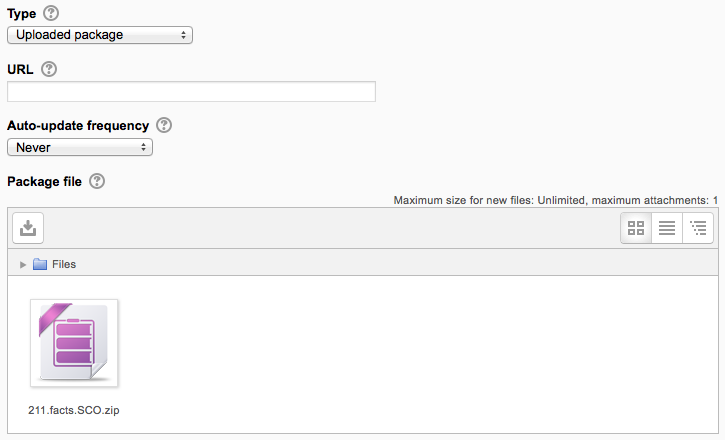 Type
Uploaded package
URL
Auto-update frequency
Never
Package file
Maximum size for new files: Unlimited, maximum attachments: 1
Files
211.facts.SCO.zip